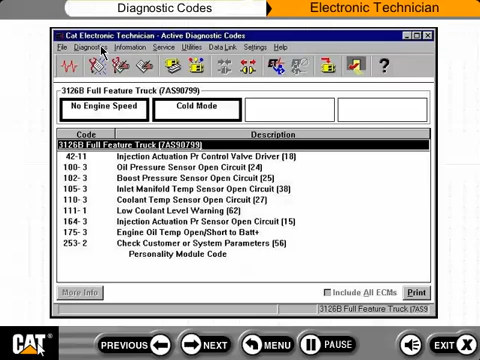 Diagnostic Codes
Electronic Technician
Cat Electronic Technician - Active Diagnostic Codes
File Diagnostics Information Service Utilities Data Link Settings Help
3126B Full Feature Truck (7AS90799)
No Engine Speed
Cold Mode
Code Description
3126B Full Feature Truck (7AS90799)
42-11 Injection Actuation Pr Control Valve Driver (18)
100- 3 Oil Pressure Sensor Open Circuit (24)
102- 3 Boost Pressure Sensor Open Circuit (25)
105- 3 Inlet Manifold Temp Sensor Open Circuit (38)
110- 3 Coolant Temp Sensor Open Circuit (27)
111- 1 Low Coolant Level Warning (62)
164- 3 Injection Actuation Pr Sensor Open Circuit (15)
175- 3 Engine Oil Temp Open/Short to Batt+
253- 2 Check Customer or System Parameters (56)
Personality Module Code
More Info
Include All ECMs
Print
3126B Full Feature Truck (7AS9
CAT
PREVIOUS
NEXT
MENU
PAUSE
EXIT